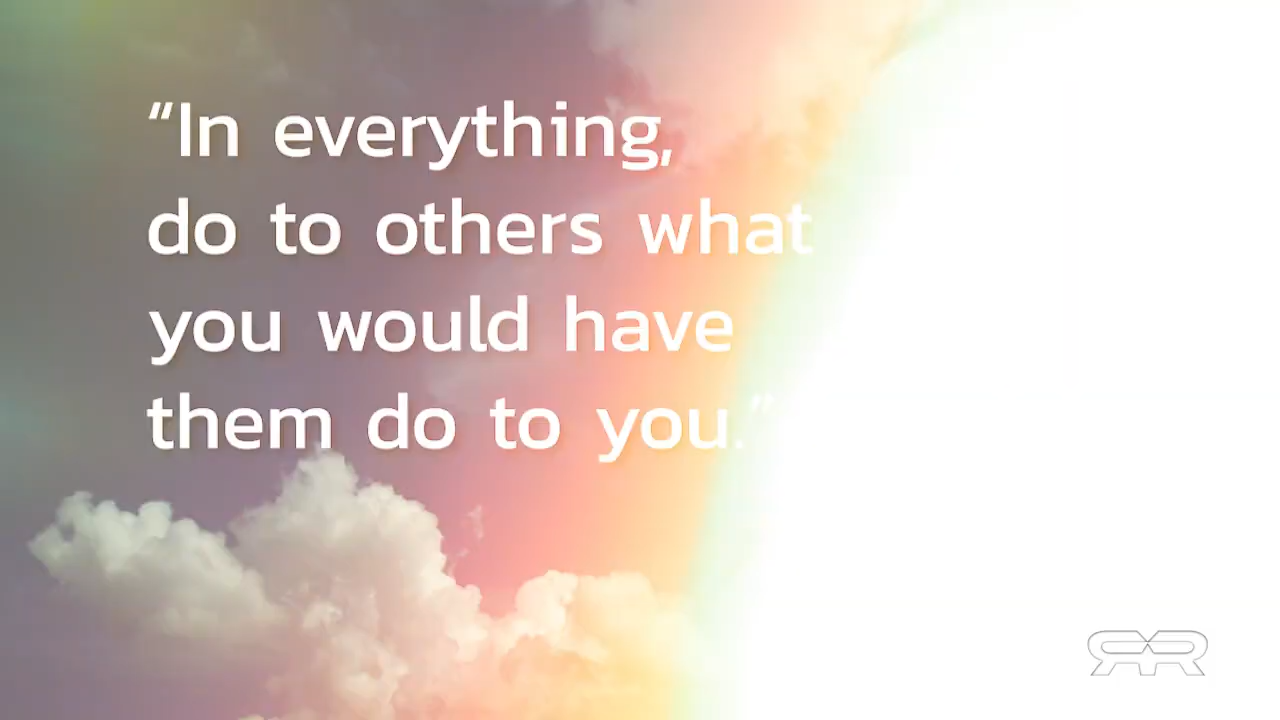 “In everything,
do to others what
you would have
them do to you.”